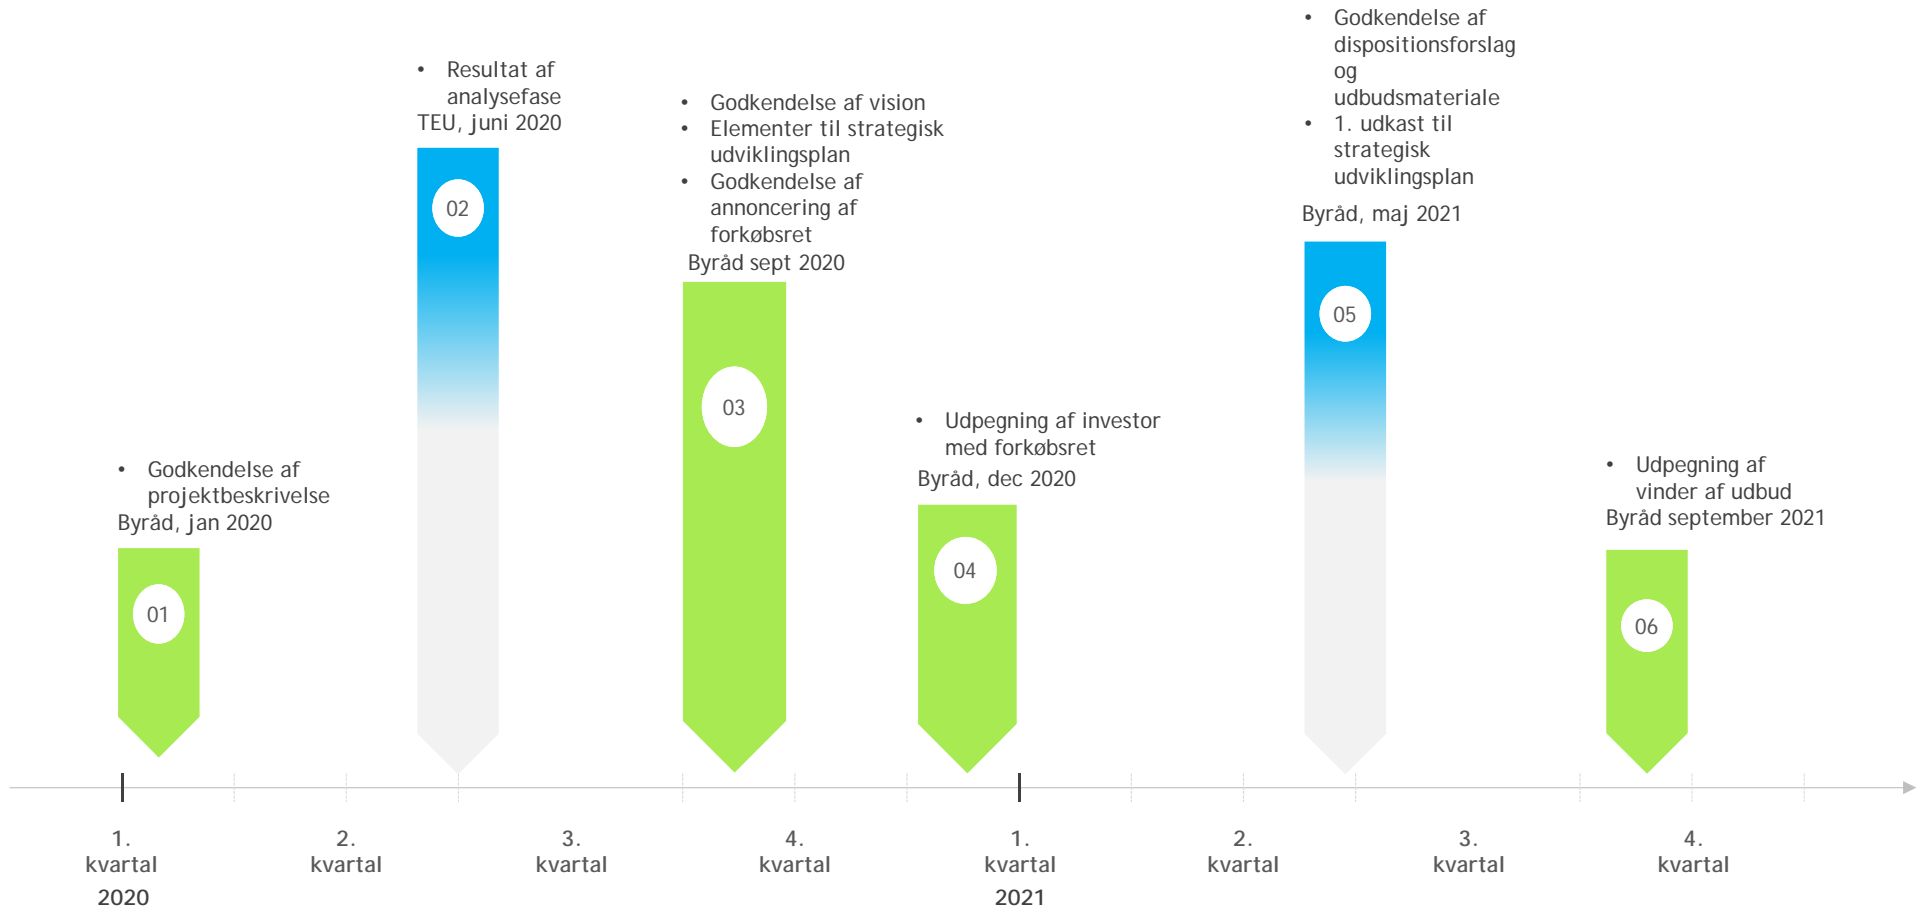 • Godkendelse af
projektbeskrivelse
Byråd, jan 2020
01
• Resultat af
analysefase
TEU, juni 2020
02
• Godkendelse af vision
• Elementer til strategisk
udviklingsplan
• Godkendelse af
annoncering af
forkøbsret
Byråd sept 2020
03
• Udpegning af investor
med forkøbsret
Byråd, dec 2020
04
• Godkendelse af
dispositionsforslag
og
udbudsmateriale
• 1. udkast til
strategisk
udviklingsplan
Byråd, maj 2021
05
• Udpegning af
vinder af udbud
Byråd september 2021
06
1.
kvartal
2020
2.
kvartal
3.
kvartal
4.
kvartal
1.
kvartal
2021
2.
kvartal
3.
kvartal
4.
kvartal